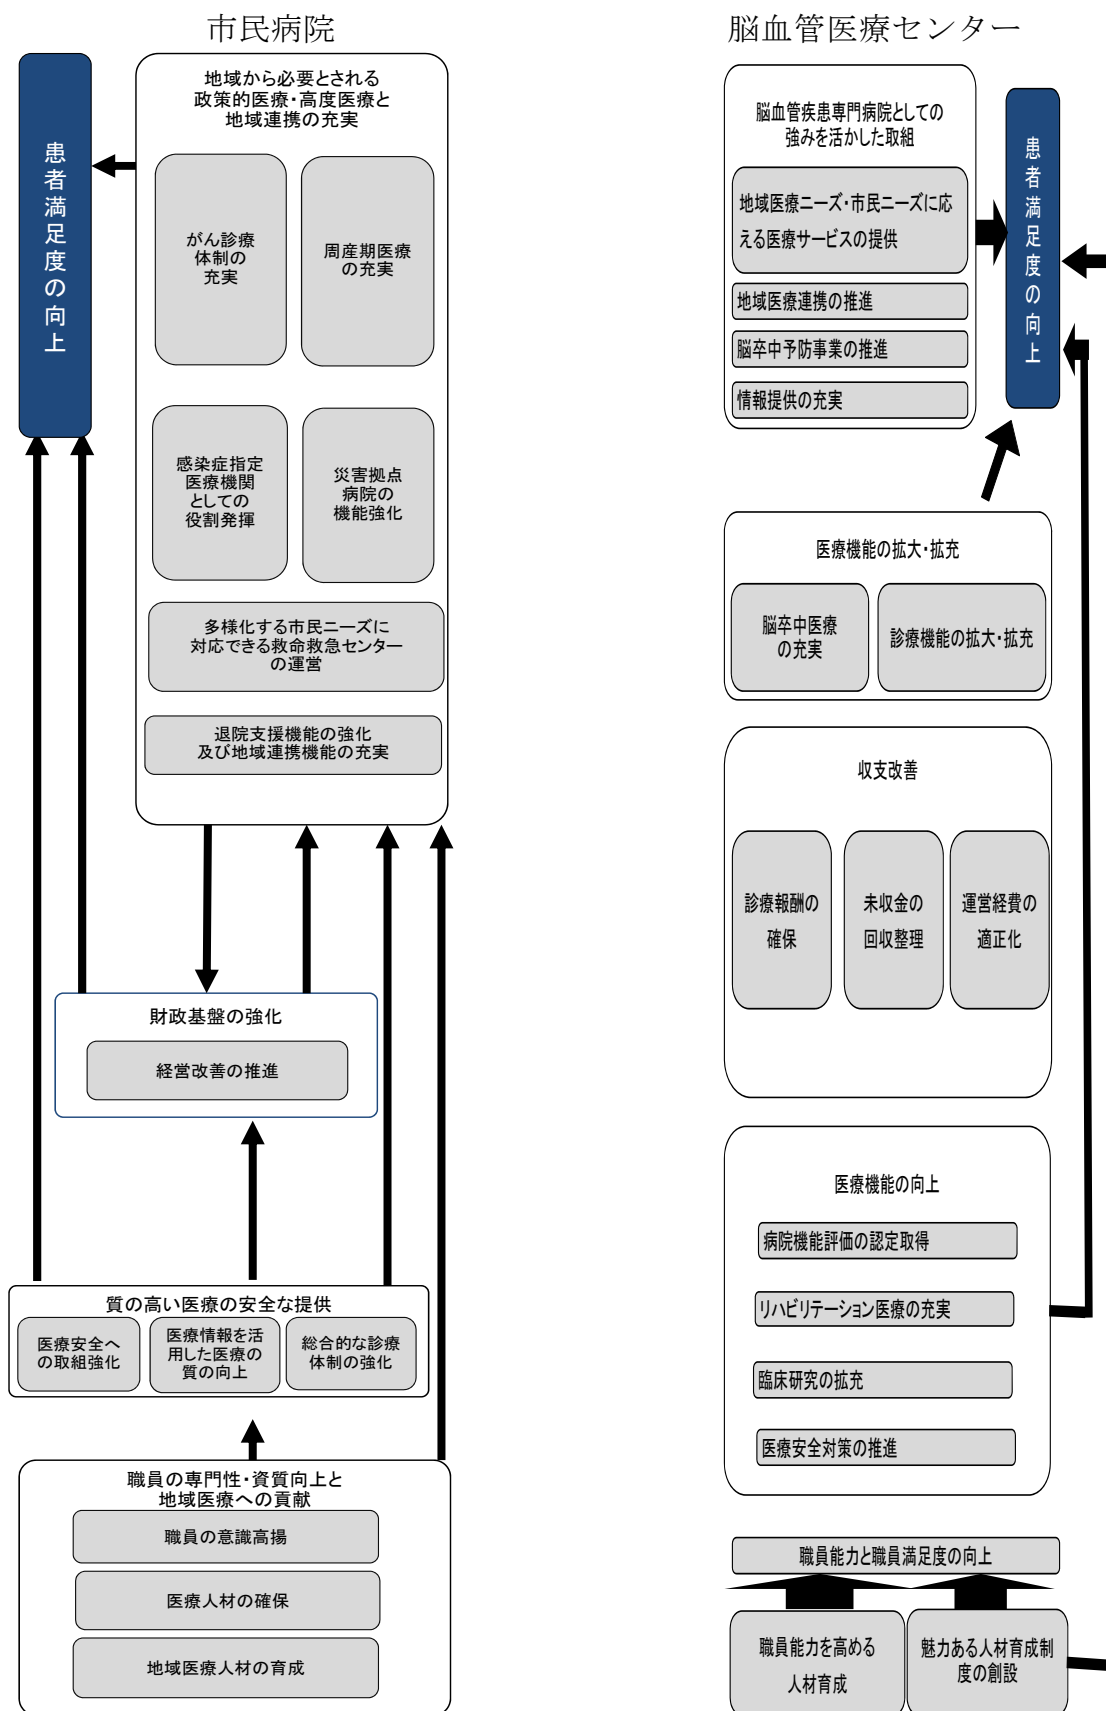 市民病院
患者満足度の向上
地域から必要とされる
政策的医療・高度医療と
地域連携の充実
がん診療
体制の
充実
周産期医療
の充実
感染症指定
医療機関
としての
役割発揮
災害拠点
病院の
機能強化
多様化する市民ニーズに
対応できる救命救急センター
の運営
退院支援機能の強化
及び地域連携機能の充実
財政基盤の強化
経営改善の推進
質の高い医療の安全な提供
医療安全へ
の取組強化
医療情報を活
用した医療の
質の向上
総合的な診療
体制の強化
職員の専門性・資質向上と
地域医療への貢献
職員の意識高揚
医療人材の確保
地域医療人材の育成
脳血管医療センター
脳血管疾患専門病院としての
強みを活かした取組
地域医療ニーズ・市民ニーズに応
える医療サービスの提供
地域医療連携の推進
脳卒中予防事業の推進
情報提供の充実
患者満足度の向上
医療機能の拡大・拡充
脳卒中医療
の充実
診療機能の拡大・拡充
収支改善
診療報酬の
確保
未収金の
回収整理
運営経費の
適正化
医療機能の向上
病院機能評価の認定取得
リハビリテーション医療の充実
臨床研究の拡充
医療安全対策の推進
職員能力と職員満足度の向上
職員能力を高める
人材育成
魅力ある人材育成制
度の創設